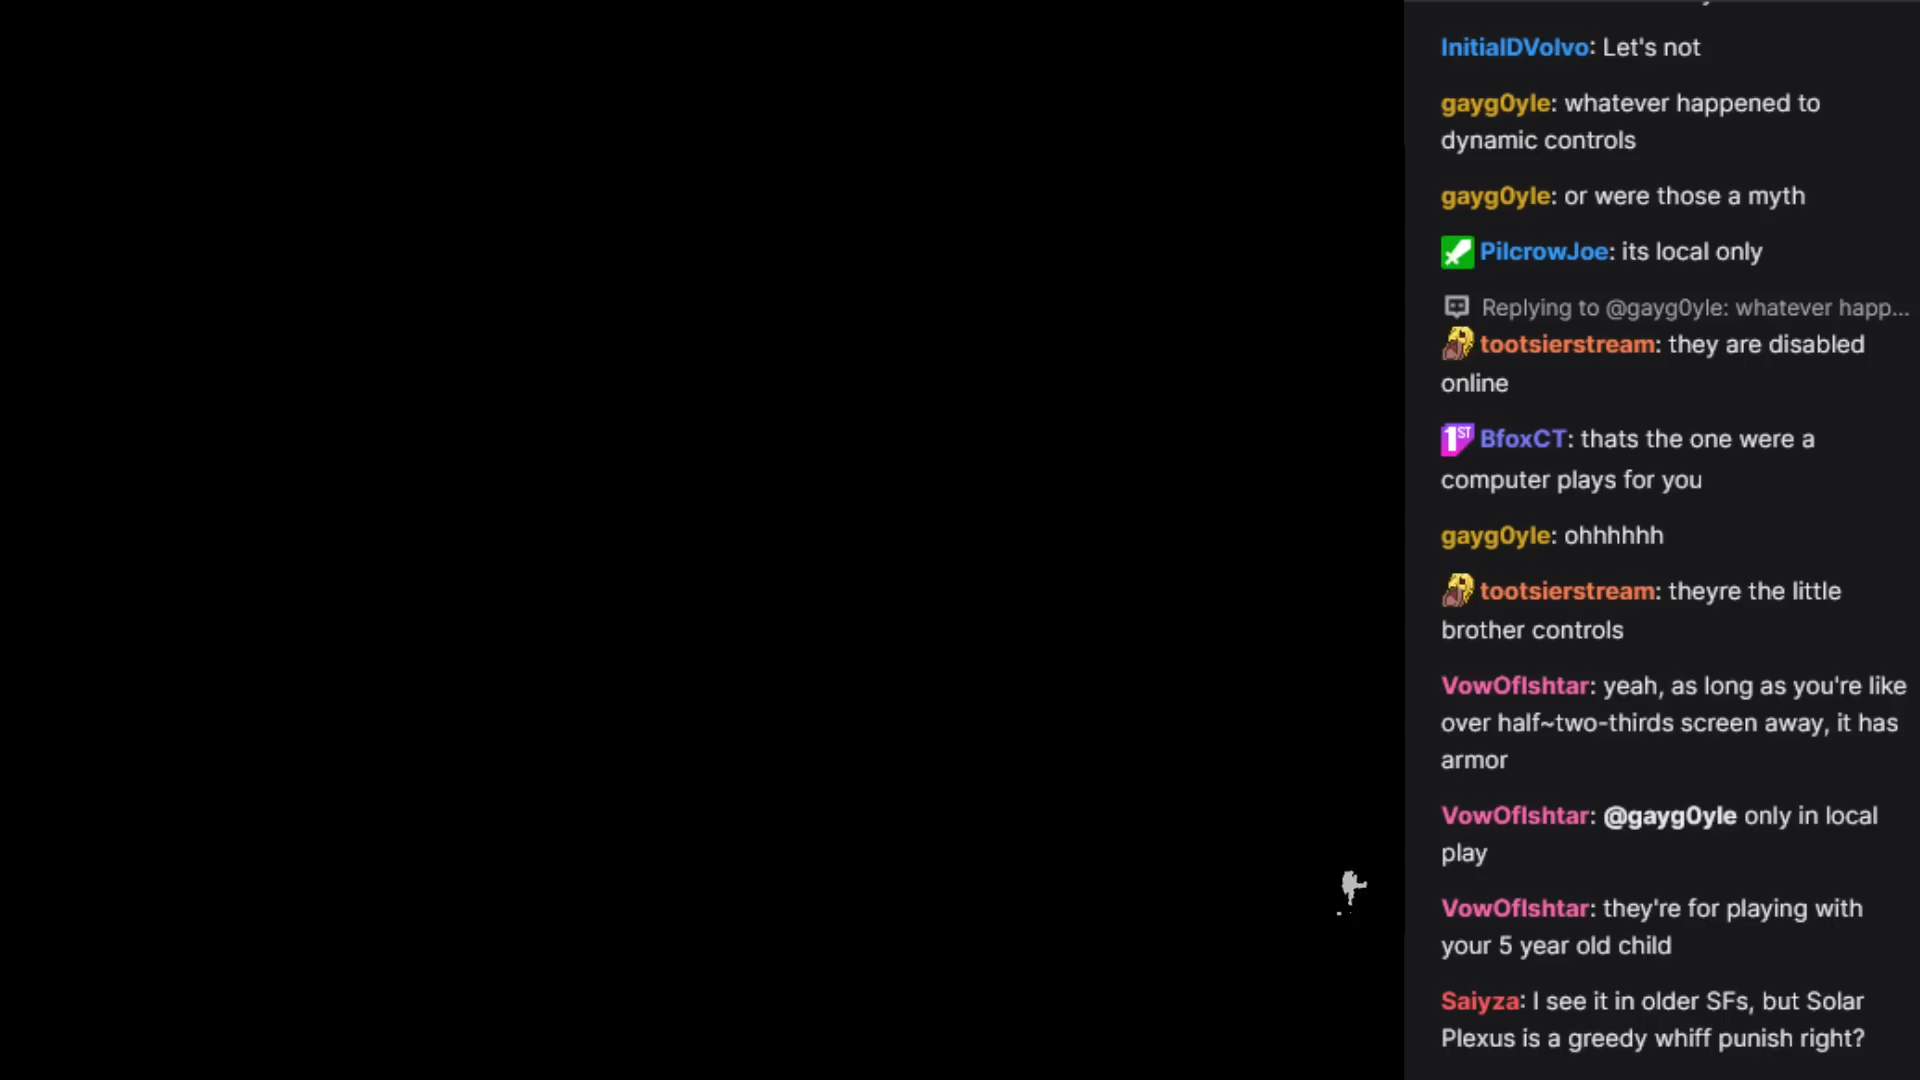 InitialDVolvo: Let's not
gayg0yle: whatever happened to
dynamic controls
gayg0yle: or were those a myth
PilcrowJoe: its local only
Replying to @gayg0yle: whatever happ...
tootsierstream: they are disabled
online
1ST BfoxCT: thats the one were a
computer plays for you
gayg0yle: ohhhhhh
tootsierstream: theyre the little
brother controls
VowOfIshtar: yeah, as long as you're like
over half~two-thirds screen away, it has
armor
VowOfIshtar: @gayg0yle only in local
play
VowOfIshtar: they're for playing with
your 5 year old child
Saiyza: I see it in older SFs, but Solar
Plexus is a greedy whiff punish right?